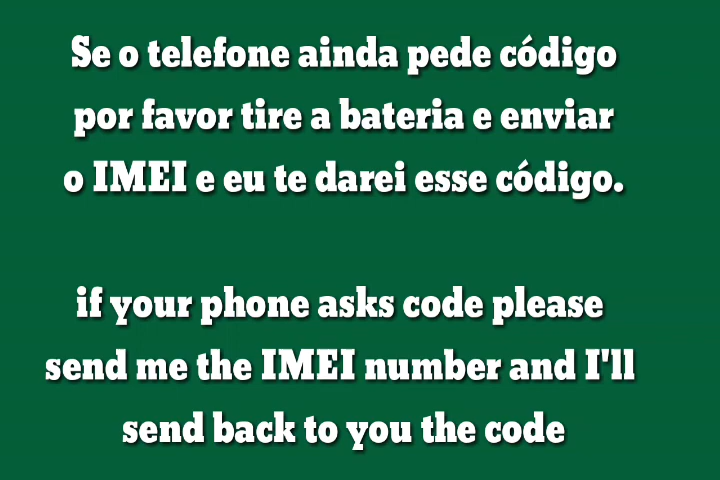 Se o telefone ainda pede código
por favor tire a bateria e enviar
o IMEI e eu te darei esse código.
if your phone asks code please
send me the IMEI number and I'll
send back to you the code